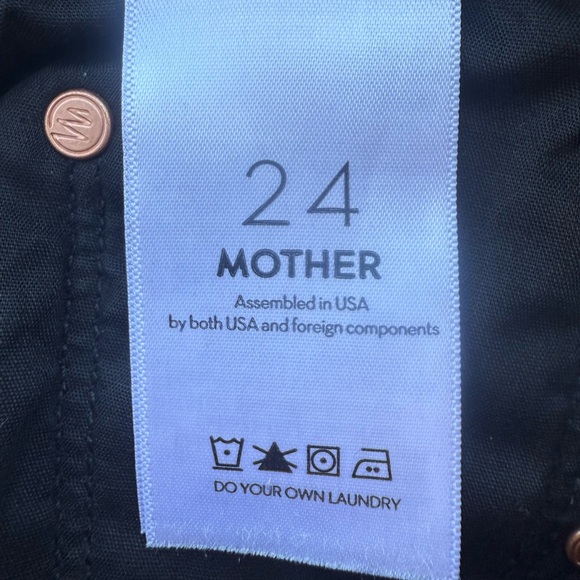 24
MOTHER
Assembled in USA
by both USA and foreign components
DO YOUR OWN LAUNDRY